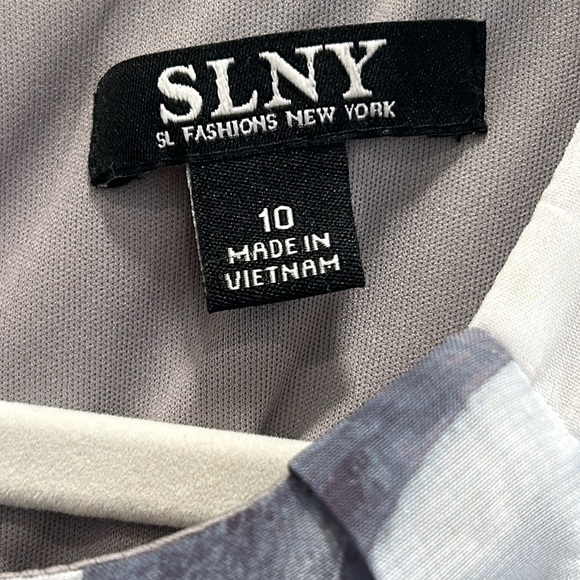 SLNY
SL FASHIONS NEW YORK
10
MADE IN
VIETNAM